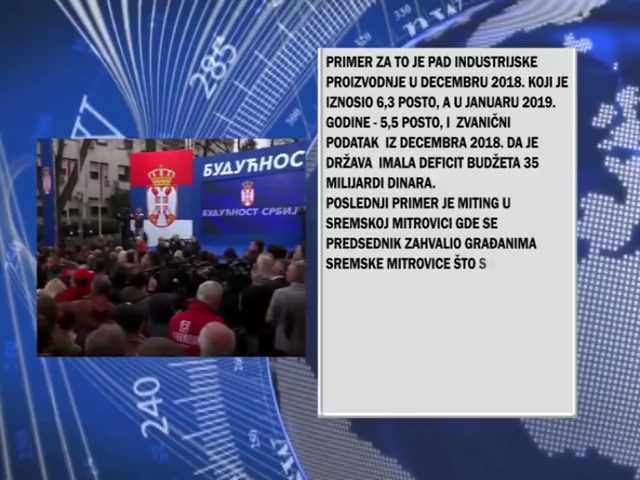 PRIMER ZA TO JE PAD INDUSTRIJSKE
PROIZVODNJE U DECEMBRU 2018. KOJI JE
IZNOSIO 6,3 POSTO, A U JANUARU 2019.
GODINE - 5,5 POSTO, I ZVANIČNI
PODATAK IZ DECEMBRA 2018. DA JE
DRŽAVA IMALA DEFICIT BUDŽETA 35
MILIJARDI DINARA.
POSLEDNJI PRIMER JE MITING U
SREMSKOJ MITROVICI GDE SE
PREDSEDNIK ZAHVALIO GRAĐANIMA
SREMSKE MITROVICE ŠTO S
БУДУЋНОСТ
БУДУЋНОСТ СРБИЈЕ
285
240